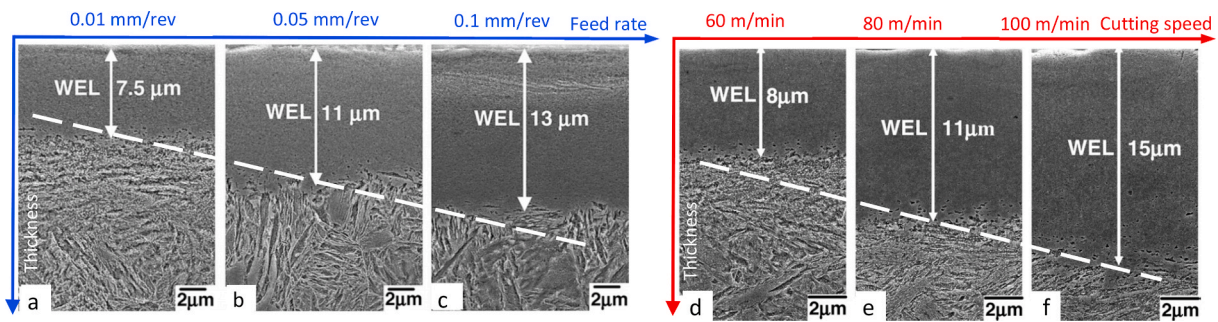 0.01 mm/rev 0.05 mm/rev 0.1 mm/rev Feed rate
60 m/min 80 m/min 100 m/min Cutting speed
WEL 7.5 µm
WEL 11 µm
WEL 13 µm
WEL 8µm
WEL 11µm
WEL 15µm
Thickness
Thickness
a 2µm
b 2µm
c 2µm
d 2µm
e 2µm
f 2µm